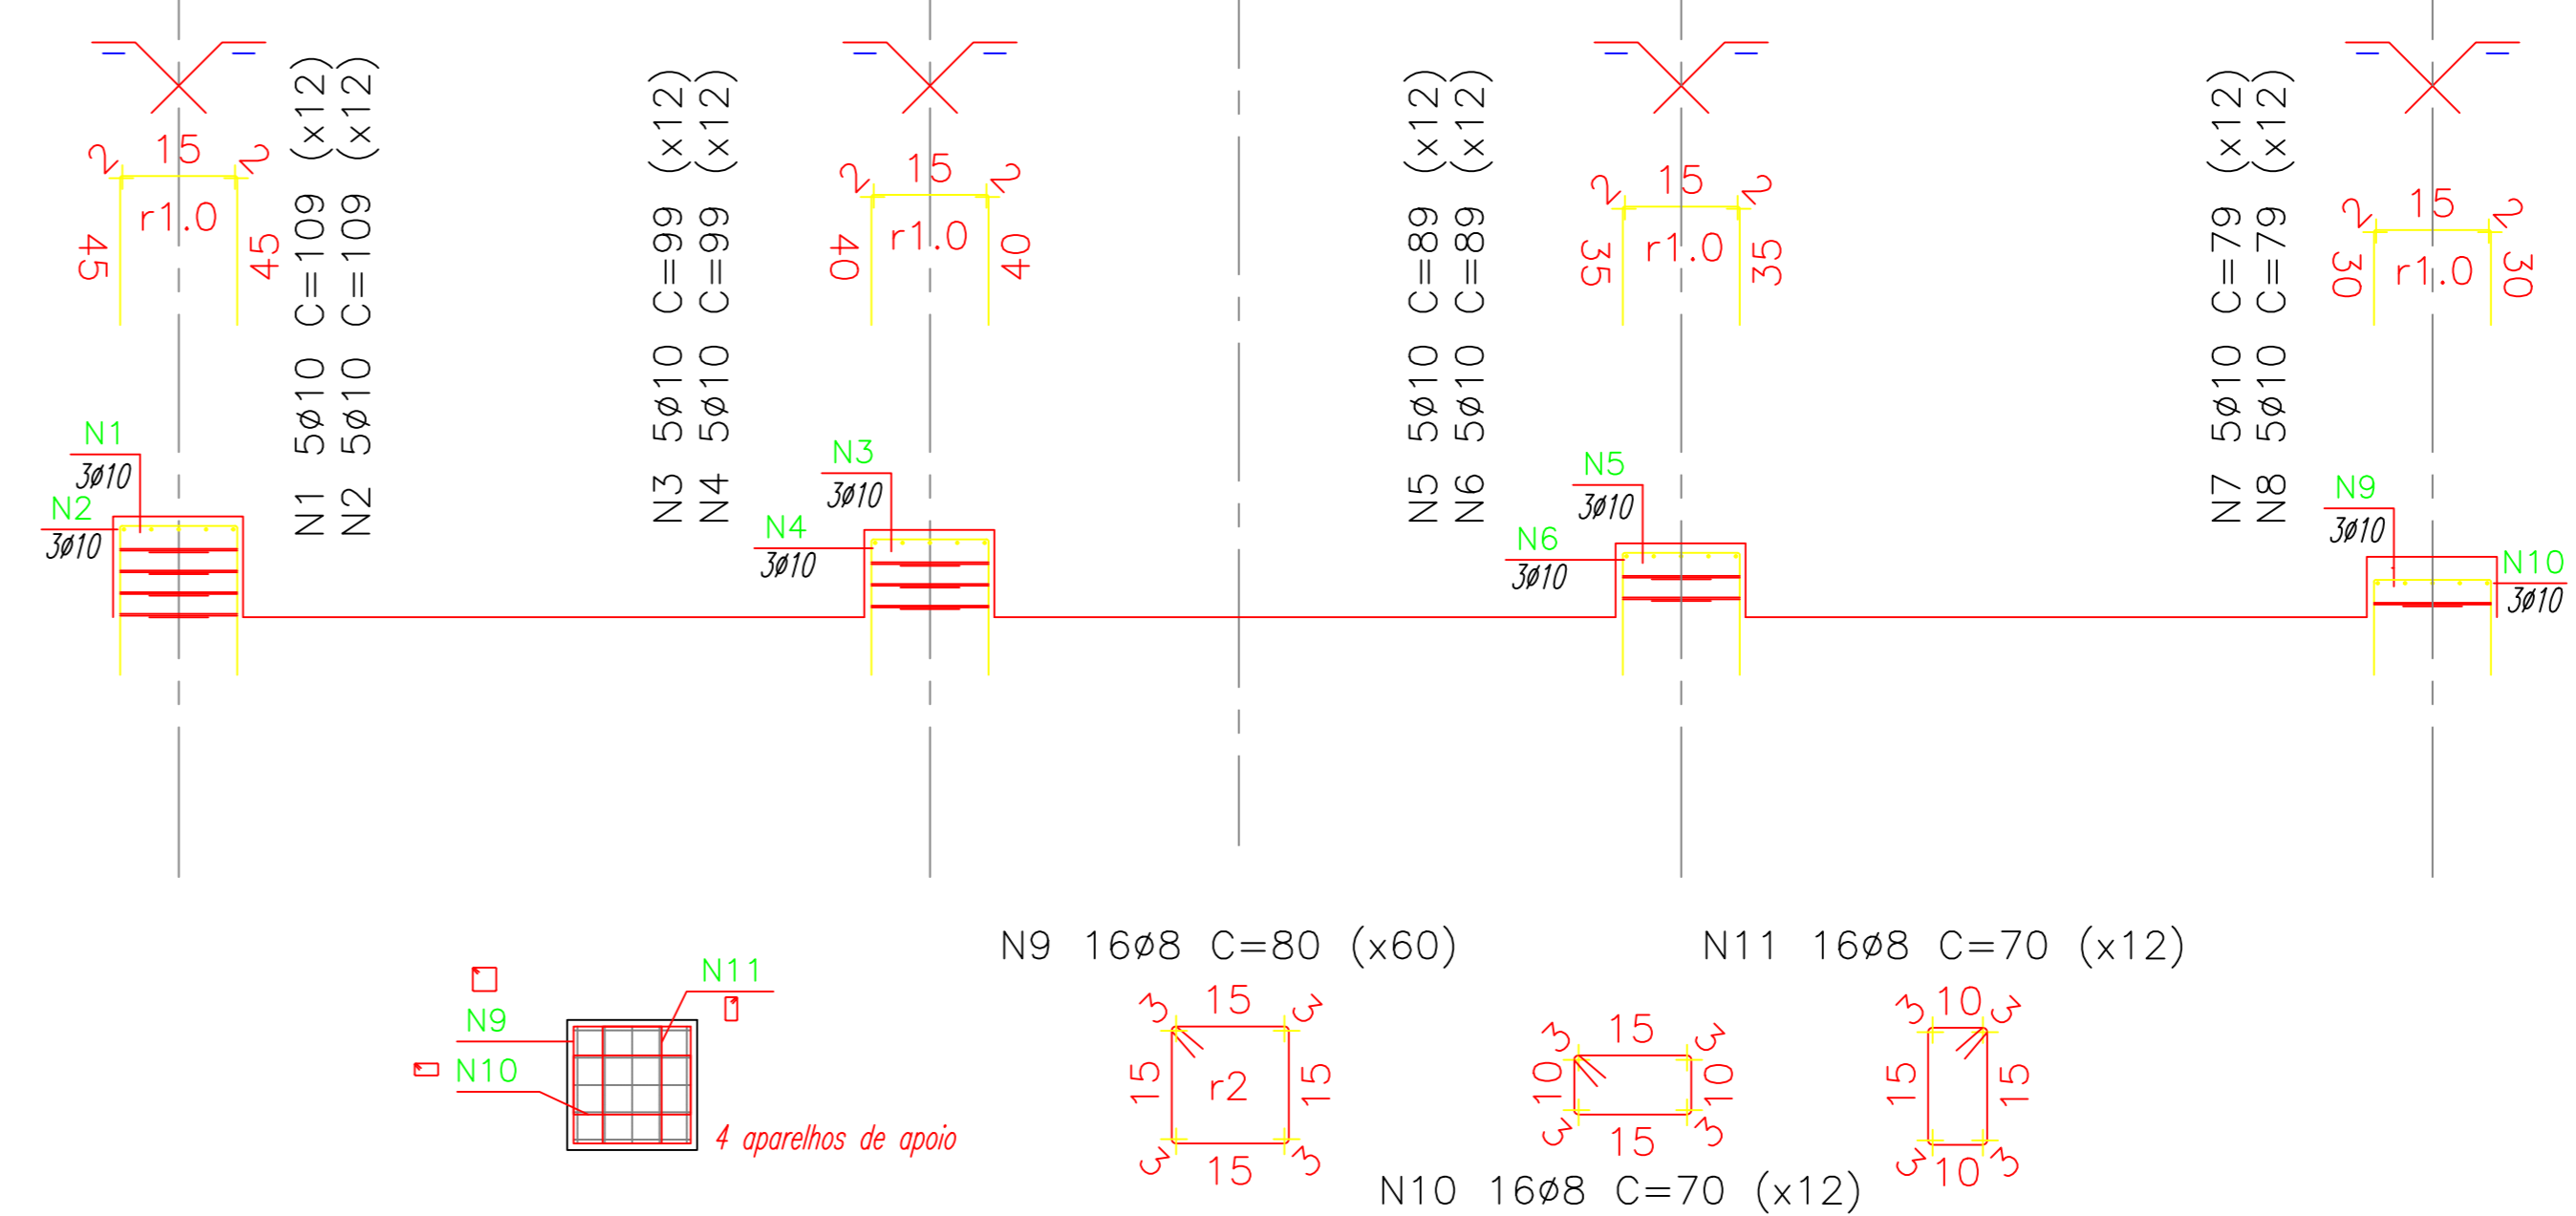 2 15 2
r1.0
45 45
N1 5ø10 C=109 (x12)
N2 5ø10 C=109 (x12)
N1
3ø10
N2
3ø10
2 15 2
r1.0
40 40
N3 5ø10 C=99 (x12)
N4 5ø10 C=99 (x12)
N3
3ø10
N4
3ø10
2 15 2
r1.0
35 35
N5 5ø10 C=89 (x12)
N6 5ø10 C=89 (x12)
N5
3ø10
N6
3ø10
2 15 2
r1.0
30 30
N7 5ø10 C=79 (x12)
N8 5ø10 C=79 (x12)
N9
3ø10
N10
3ø10
N11
N9
N10
4 aparelhos de apoio
N9 16ø8 C=80 (x60)
3 15 3
15 r2 15
3 15 3
3 15 3
10 10
3 15 3
N10 16ø8 C=70 (x12)
N11 16ø8 C=70 (x12)
3 10 3
15 15
3 10 3